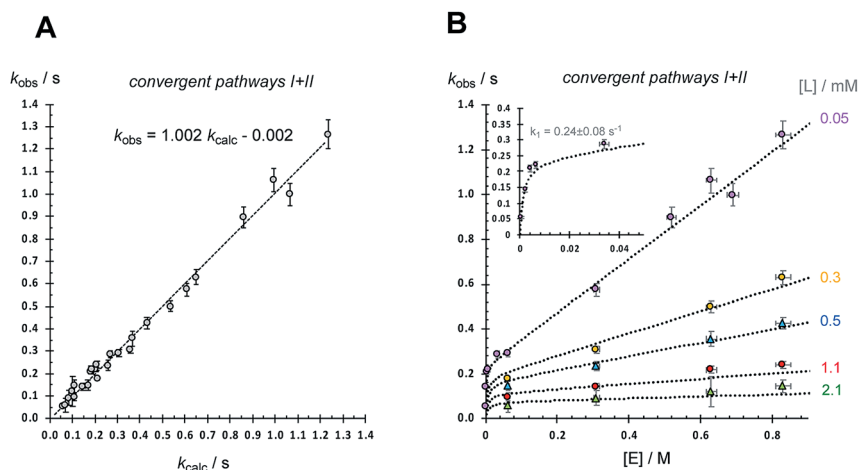 A
k_obs / s
convergent pathways I+II
k_obs = 1.002 k_calc - 0.002
1.4
1.3
1.2
1.1
1.0
0.9
0.8
0.7
0.6
0.5
0.4
0.3
0.2
0.1
0.0
0.0 0.1 0.2 0.3 0.4 0.5 0.6 0.7 0.8 0.9 1.0 1.1 1.2 1.3 1.4
k_calc / s
B
k_obs / s
convergent pathways I+II
[L] / mM
1.4
1.2
1.0
0.8
0.6
0.4
0.2
0.0
0 0.2 0.4 0.6 0.8
[E] / M
0.4
0.35
0.3
0.25
0.2
0.15
0.1
0.05
0
0.02 0.04
k₁ = 0.24±0.08 s⁻¹
0.05
0.3
0.5
1.1
2.1